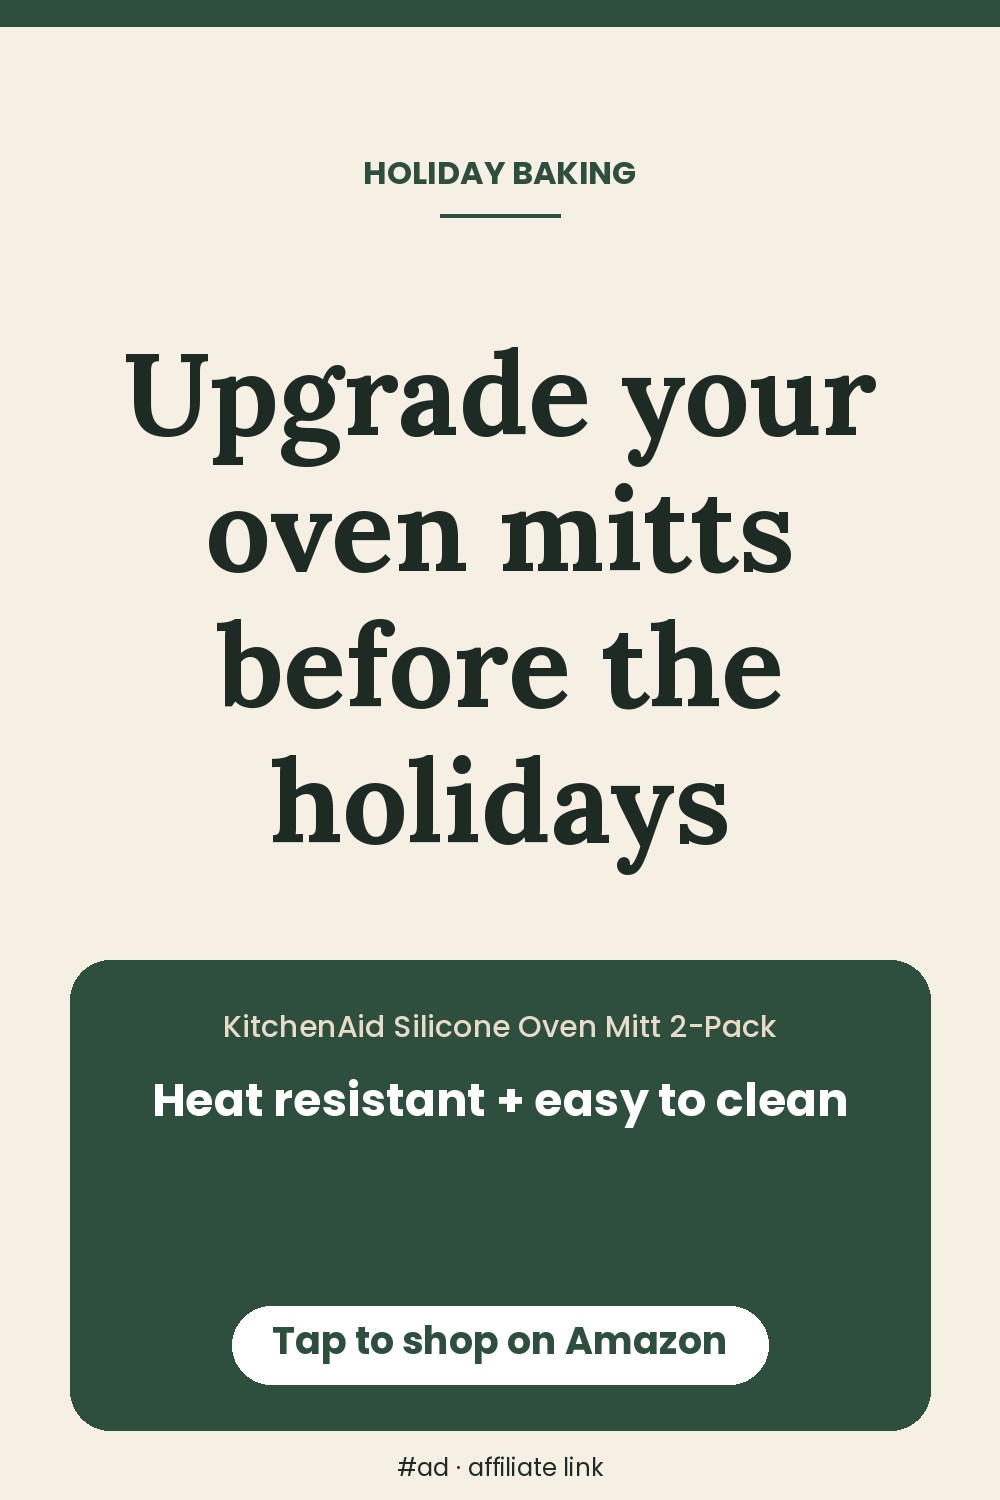 HOLIDAY BAKING
Upgrade your
oven mitts
before the
holidays
KitchenAid Silicone Oven Mitt 2-Pack
Heat resistant + easy to clean
Tap to shop on Amazon
#ad · affiliate link